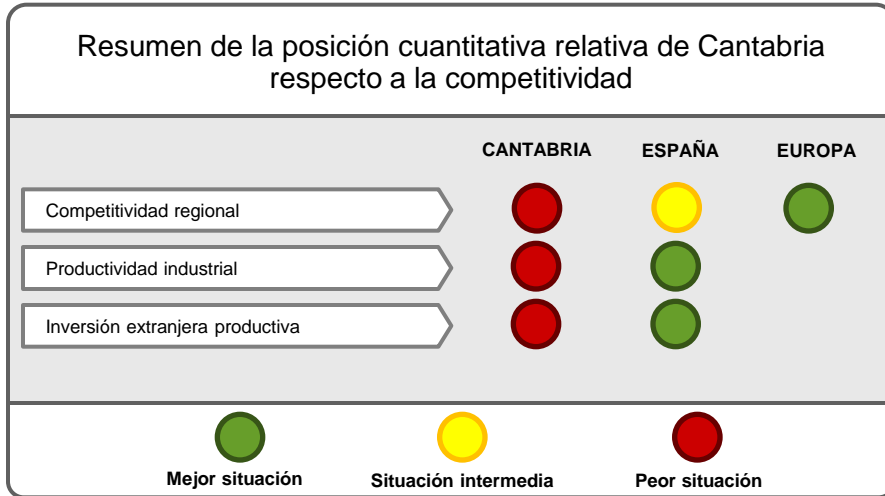 Resumen de la posición cuantitativa relativa de Cantabria
respecto a la competitividad
CANTABRIA ESPAÑA EUROPA
Competitividad regional
Productividad industrial
Inversión extranjera productiva
Mejor situación Situación intermedia Peor situación